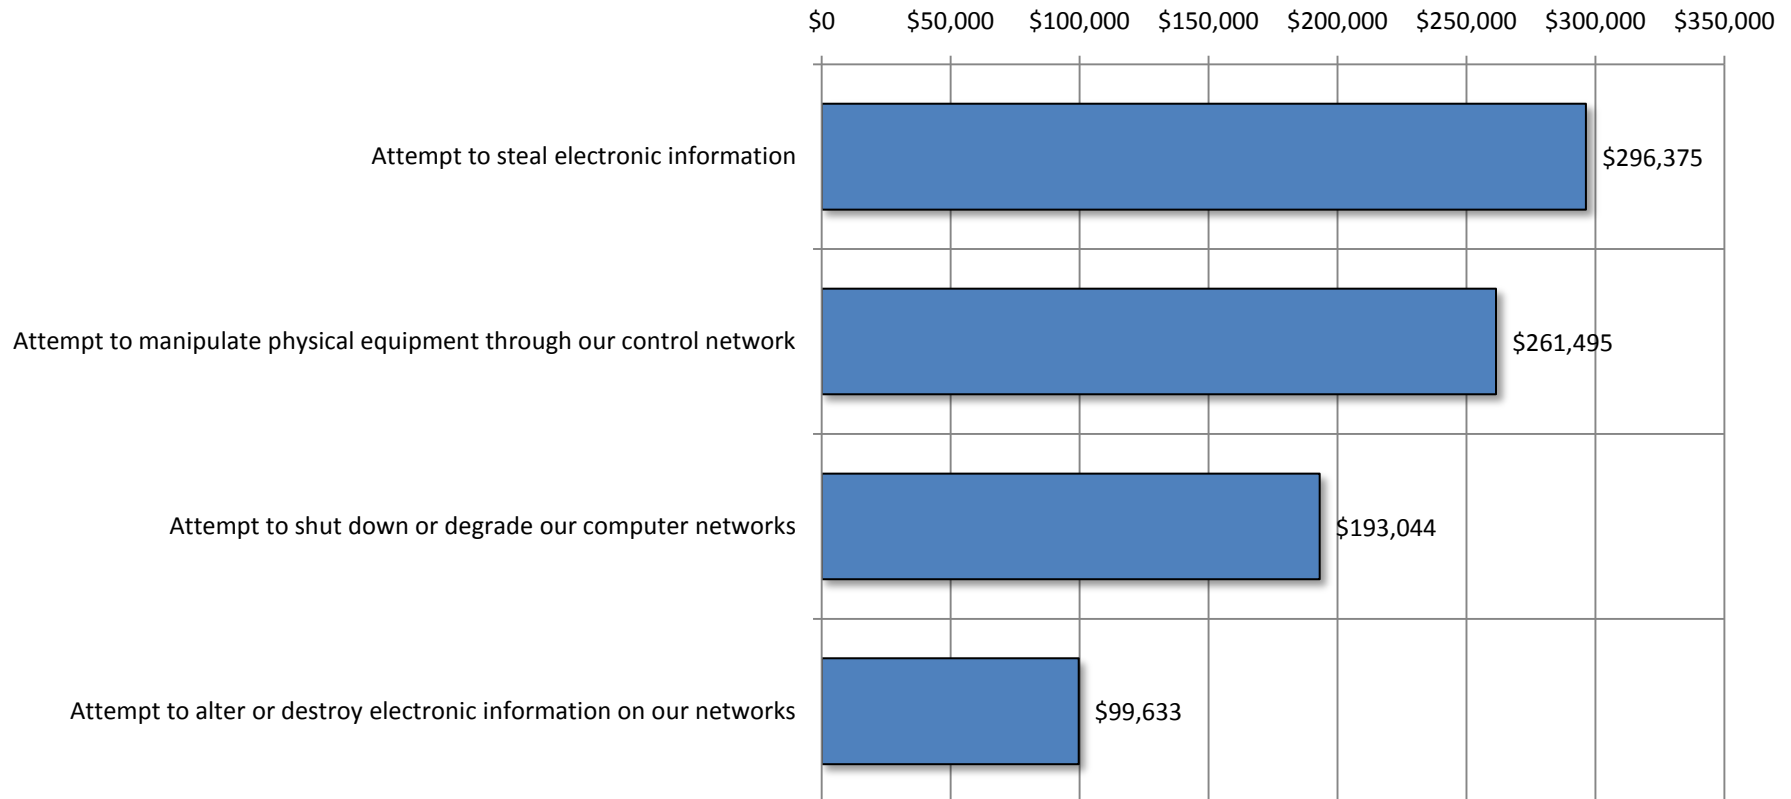 $0 $50,000 $100,000 $150,000 $200,000 $250,000 $300,000 $350,000
Attempt to steal electronic information $296,375
Attempt to manipulate physical equipment through our control network $261,495
Attempt to shut down or degrade our computer networks $193,044
Attempt to alter or destroy electronic information on our networks $99,633